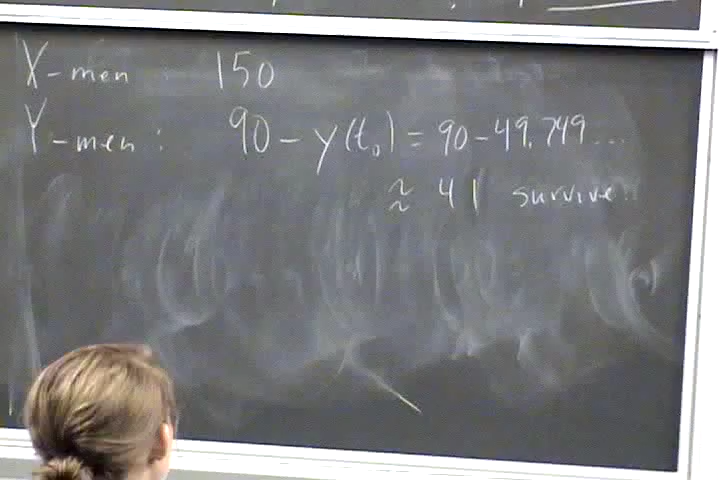 X-men 150
Y-men: 90 - y(t₀) = 90 - 49.749...
≈ 41 survive